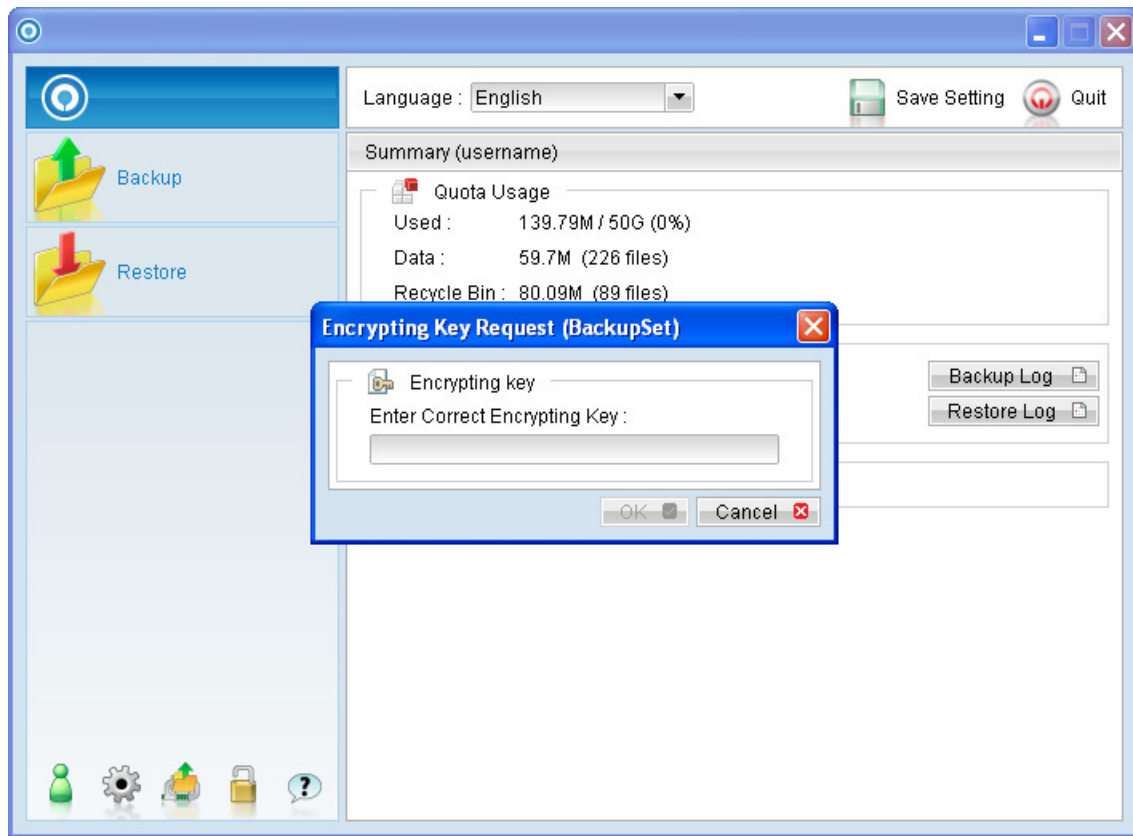 Language : English
Save Setting
Quit
Backup
Restore
Summary (username)
Quota Usage
Used : 139.79M / 50G (0%)
Data : 59.7M (226 files)
Recycle Bin : 80.09M (89 files)
Encrypting Key Request (BackupSet)
Encrypting key
Enter Correct Encrypting Key :
OK
Cancel
Backup Log
Restore Log
?